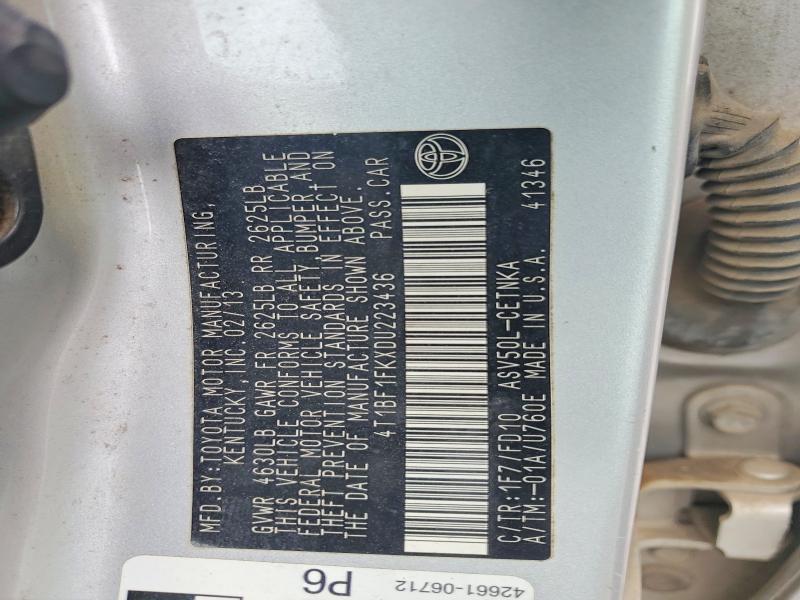 MFD.BY:TOYOTA MOTOR MANUFACTURING,
KENTUCKY,INC.02/13
GVWR 4630LB GAWR FR 2625LB RR 2625LB
THIS VEHICLE CONFORMS TO ALL APPLICABLE
FEDERAL MOTOR VEHICLE SAFETY,BUMPER,AND
THEFT PREVENTION STANDARDS IN EFFECT ON
THE DATE OF MANUFACTURE SHOWN ABOVE.
4T1BF1FKXDU223436 PASS.CAR
C/TR:1F7/FD10 ASV50L-CETNKA
A/TM:-01A/U760E MADE IN U.S.A. 41346
42661-06712
P6